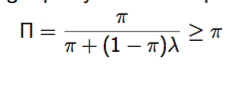 Π = π / (π + (1 − π)λ) ≥ π